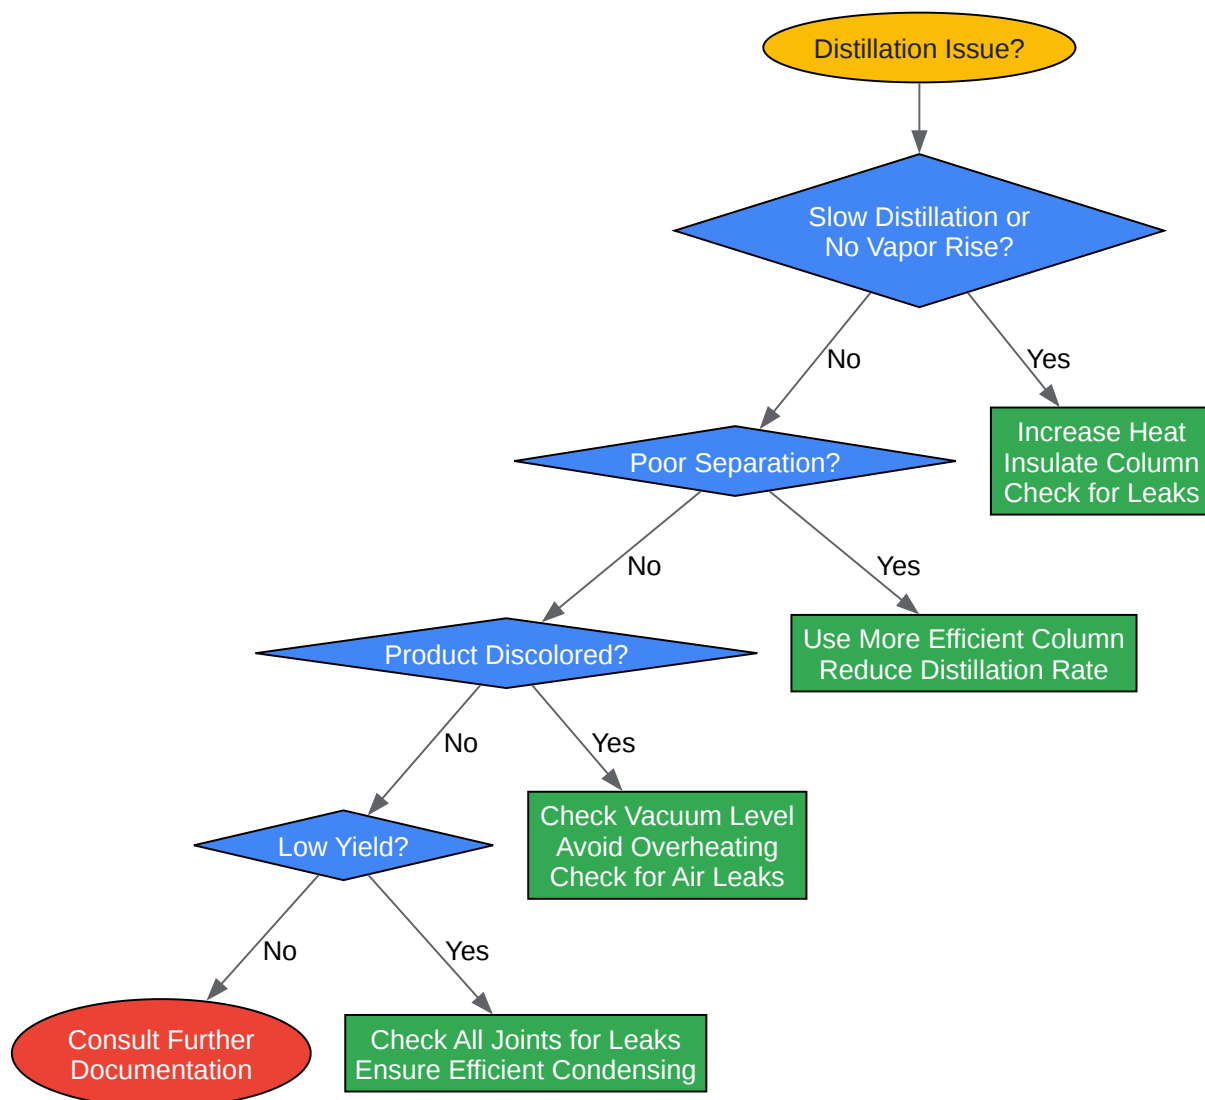 Distillation Issue?
Slow Distillation or
No Vapor Rise?
No
Yes
Increase Heat
Insulate Column
Check for Leaks
Poor Separation?
No
Yes
Use More Efficient Column
Reduce Distillation Rate
Product Discolored?
No
Yes
Check Vacuum Level
Avoid Overheating
Check for Air Leaks
Low Yield?
No
Yes
Consult Further
Documentation
Check All Joints for Leaks
Ensure Efficient Condensing